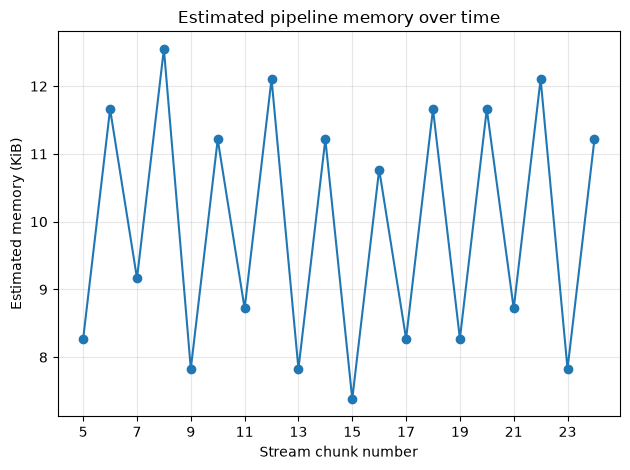 Estimated pipeline memory over time
Estimated memory (KiB)
12
11
10
9
8
5 7 9 11 13 15 17 19 21 23
Stream chunk number